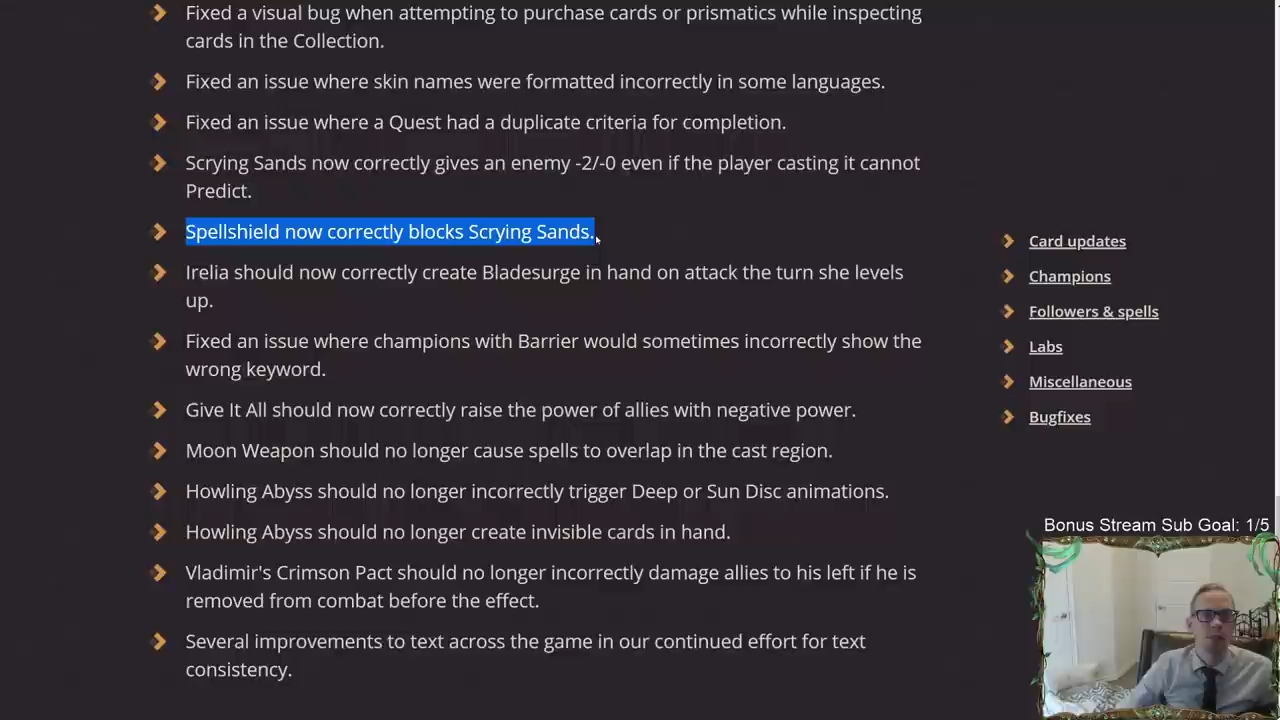 Fixed a visual bug when attempting to purchase cards or prismatics while inspecting
cards in the Collection.
Fixed an issue where skin names were formatted incorrectly in some languages.
Fixed an issue where a Quest had a duplicate criteria for completion.
Scrying Sands now correctly gives an enemy -2/-0 even if the player casting it cannot
Predict.
Spellshield now correctly blocks Scrying Sands.
Irelia should now correctly create Bladesurge in hand on attack the turn she levels
up.
Fixed an issue where champions with Barrier would sometimes incorrectly show the
wrong keyword.
Give It All should now correctly raise the power of allies with negative power.
Moon Weapon should no longer cause spells to overlap in the cast region.
Howling Abyss should no longer incorrectly trigger Deep or Sun Disc animations.
Howling Abyss should no longer create invisible cards in hand.
Vladimir's Crimson Pact should no longer incorrectly damage allies to his left if he is
removed from combat before the effect.
Several improvements to text across the game in our continued effort for text
consistency.
Card updates
Champions
Followers & spells
Labs
Miscellaneous
Bugfixes
Bonus Stream Sub Goal: 1/5